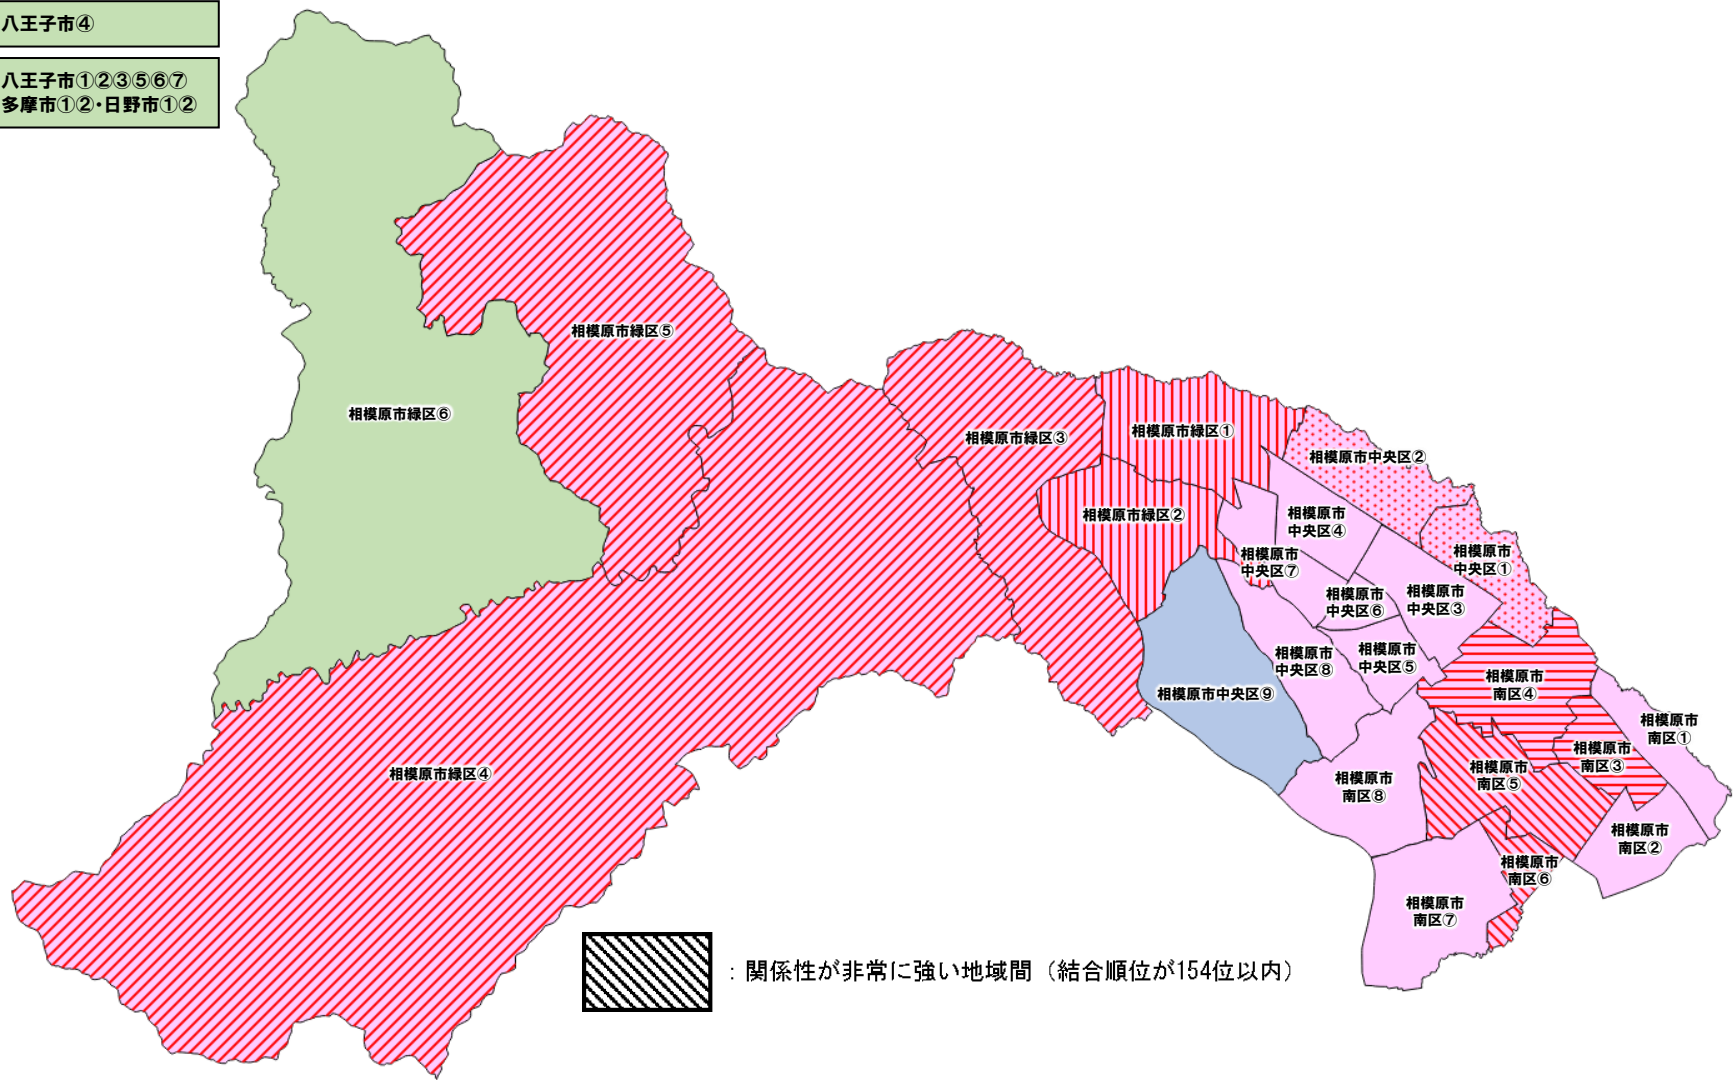 八王子市④
八王子市①②③⑤⑥⑦
多摩市①②・日野市①②
相模原市緑区⑤
相模原市緑区⑥
相模原市緑区③
相模原市緑区①
相模原市中央区②
相模原市緑区②
相模原市
中央区④
相模原市
中央区⑦
相模原市
中央区①
相模原市
中央区⑥
相模原市
中央区③
相模原市
中央区⑧
相模原市
中央区⑤
相模原市中央区⑨
相模原市
南区④
相模原市
南区①
相模原市
南区③
相模原市緑区④
相模原市
南区⑤
相模原市
南区⑧
相模原市
南区②
相模原市
南区⑥
相模原市
南区⑦
：関係性が非常に強い地域間（結合順位が154位以内）